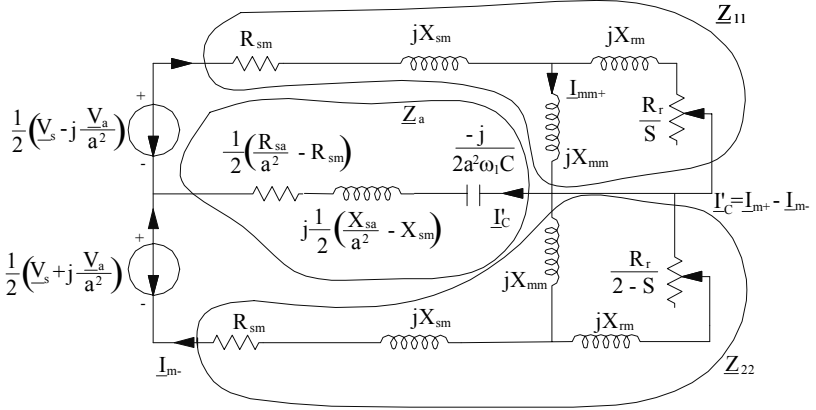 Z₁₁
jXₛₘ
Rₛₘ
jXᵣₘ
+
Iₘₘ₊
Zₐ
½(Vₛ - j Vₐ/a²)
½(Rₛₐ/a² - Rₛₘ)
-j/(2a²ω₁C)
Rᵣ/S
-
jXₘₘ
I'_C
I'_C=Iₘ₊ - Iₘ₋
+
j½(Xₛₐ/a² - Xₛₘ)
½(Vₛ+j Vₐ/a²)
jXₘₘ
Rᵣ/(2 - S)
-
Rₛₘ
jXₛₘ
jXᵣₘ
Iₘ₋
Z₂₂